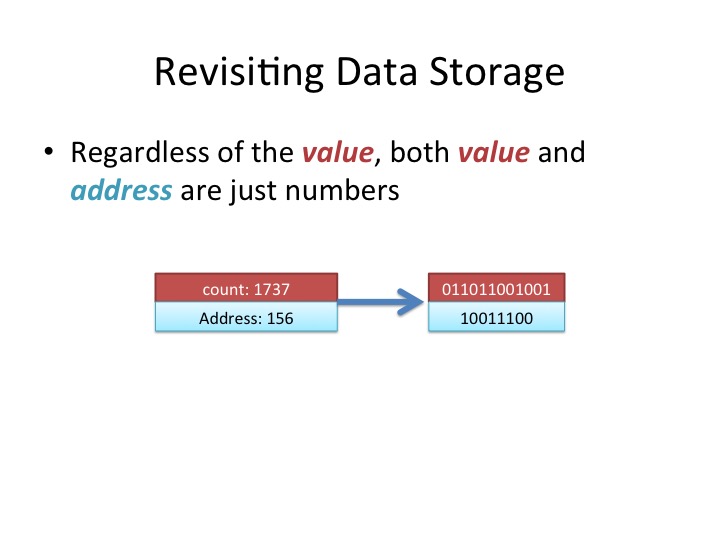 Revisiting Data Storage
• Regardless of the value, both value and
address are just numbers
count: 1737
Address: 156
011011001001
10011100